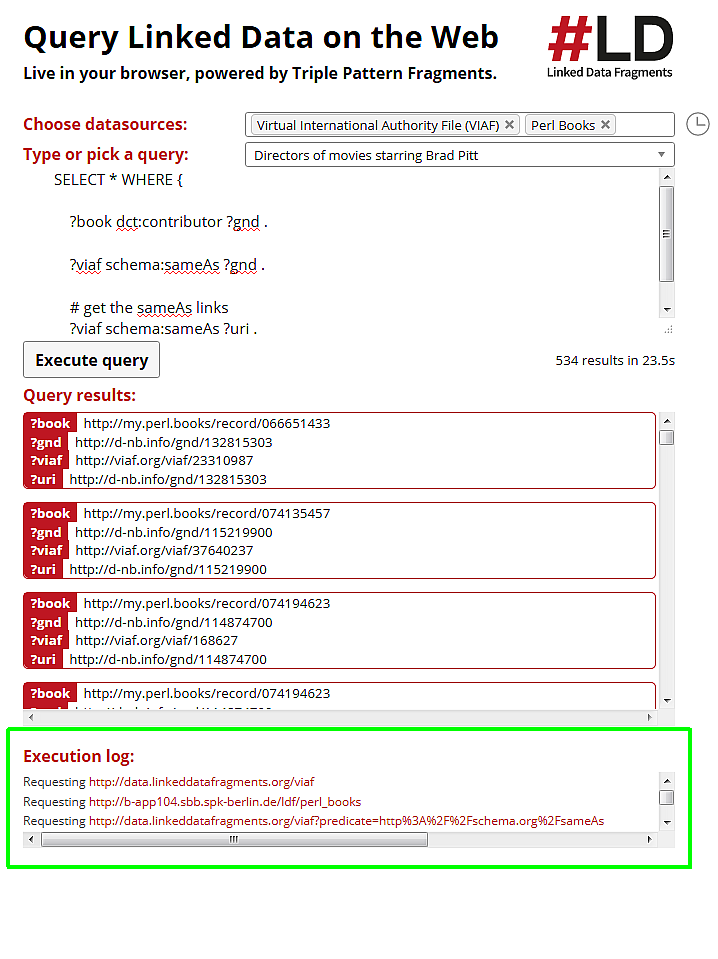 Query Linked Data on the Web
#LD
Live in your browser, powered by Triple Pattern Fragments.
Linked Data Fragments
Choose datasources:
Virtual International Authority File (VIAF) ✕ Perl Books ✕
Type or pick a query:
Directors of movies starring Brad Pitt
SELECT * WHERE {
?book dct:contributor ?gnd .
?viaf schema:sameAs ?gnd .
# get the sameAs links
?viaf schema:sameAs ?uri .
Execute query
534 results in 23.5s
Query results:
?book http://my.perl.books/record/066651433
?gnd http://d-nb.info/gnd/132815303
?viaf http://viaf.org/viaf/23310987
?uri http://d-nb.info/gnd/132815303
?book http://my.perl.books/record/074135457
?gnd http://d-nb.info/gnd/115219900
?viaf http://viaf.org/viaf/37640237
?uri http://d-nb.info/gnd/115219900
?book http://my.perl.books/record/074194623
?gnd http://d-nb.info/gnd/114874700
?viaf http://viaf.org/viaf/168627
?uri http://d-nb.info/gnd/114874700
?book http://my.perl.books/record/074194623
Execution log:
Requesting http://data.linkeddatafragments.org/viaf
Requesting http://b-app104.sbb.spk-berlin.de/ldf/perl_books
Requesting http://data.linkeddatafragments.org/viaf?predicate=http%3A%2F%2Fschema.org%2FsameAs